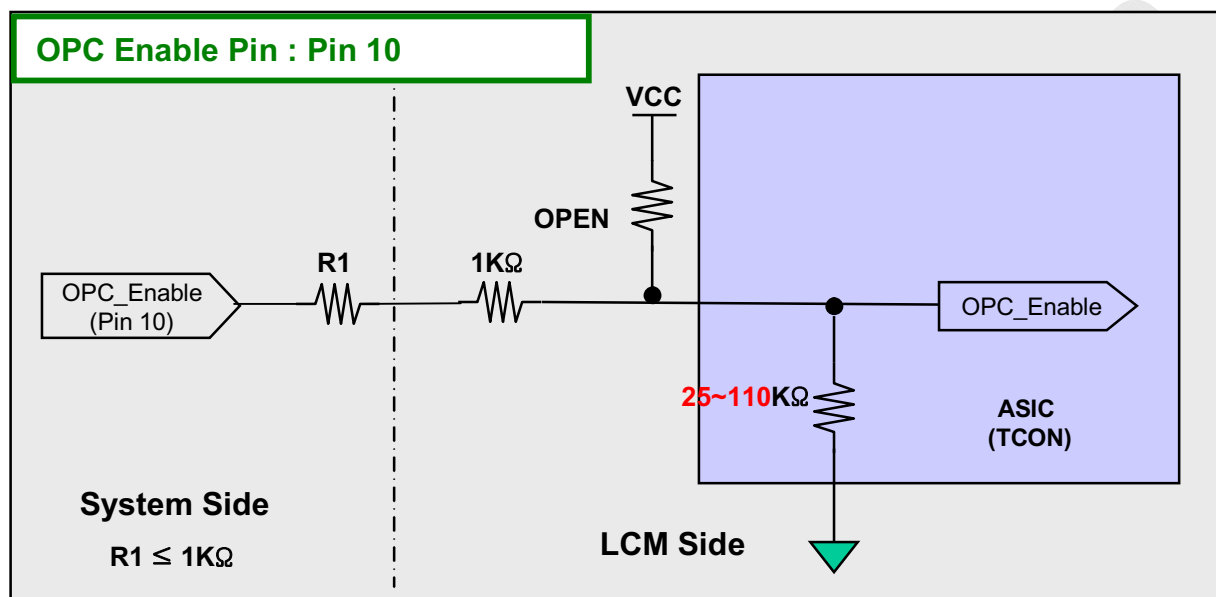 OPC Enable Pin : Pin 10
VCC
OPEN
R1
1KΩ
OPC_Enable
(Pin 10)
OPC_Enable
25~110KΩ
ASIC
(TCON)
System Side
R1 ≤ 1KΩ
LCM Side